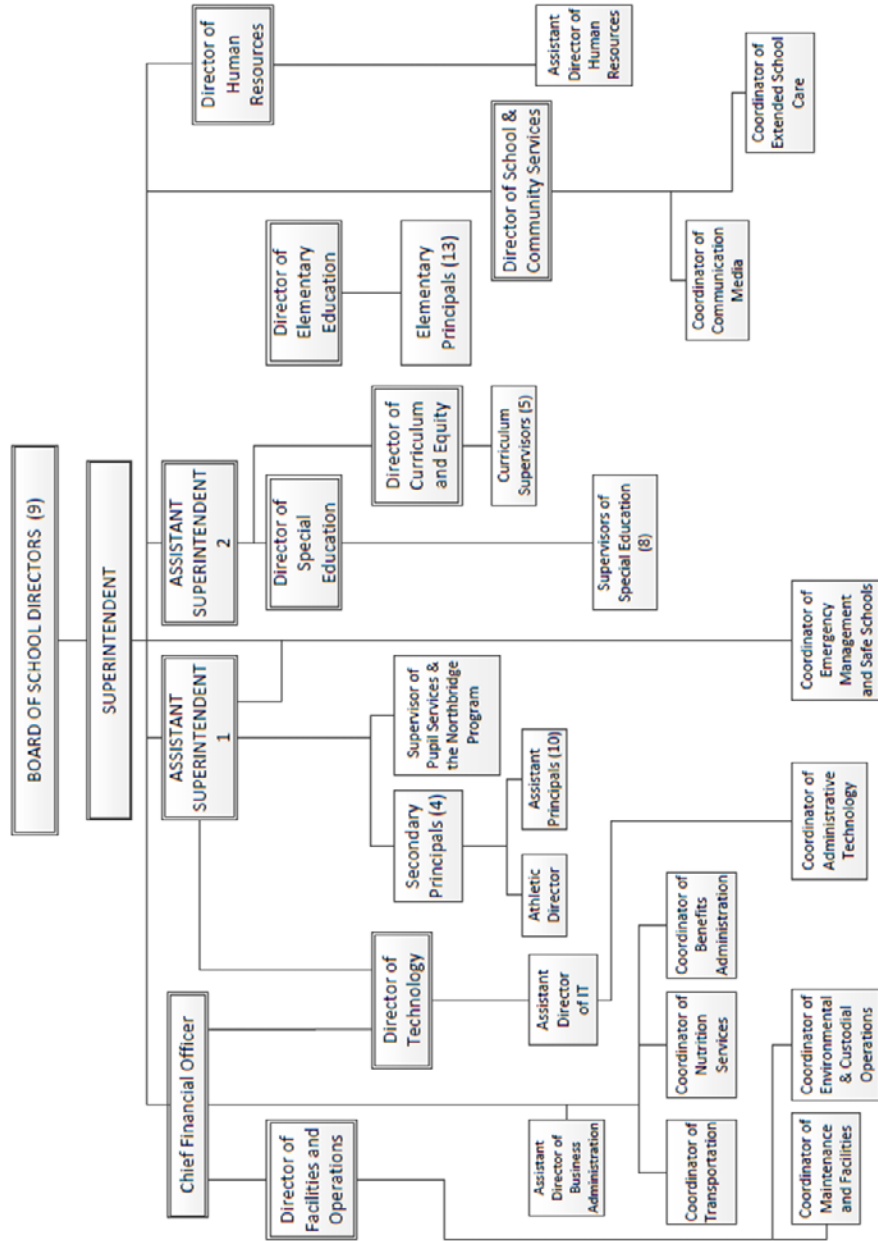 BOARD OF SCHOOL DIRECTORS (9)
SUPERINTENDENT
Chief Financial Officer
ASSISTANT
SUPERINTENDENT
1
ASSISTANT
SUPERINTENDENT
2
Director of
Human
Resources
Director of
Facilities and
Operations
Director of
Special
Education
Director of
Elementary
Education
Director of
Technology
Secondary
Principals (4)
Supervisor of
Pupil Services &
the Northbridge
Program
Director of
Curriculum
and Equity
Elementary
Principals (13)
Assistant
Director of
Business
Administration
Assistant
Director
of IT
Athletic
Director
Assistant
Principals (10)
Curriculum
Supervisors (5)
Director of School &
Community Services
Assistant
Director of
Human
Resources
Supervisors of
Special Education
(8)
Coordinator of
Transportation
Coordinator of
Nutrition
Services
Coordinator of
Benefits
Administration
Coordinator of
Communication
Media
Coordinator of
Extended School
Care
Coordinator of
Maintenance
and Facilities
Coordinator of
Environmental
& Custodial
Operations
Coordinator of
Administrative
Technology
Coordinator of
Emergency
Management
and Safe Schools